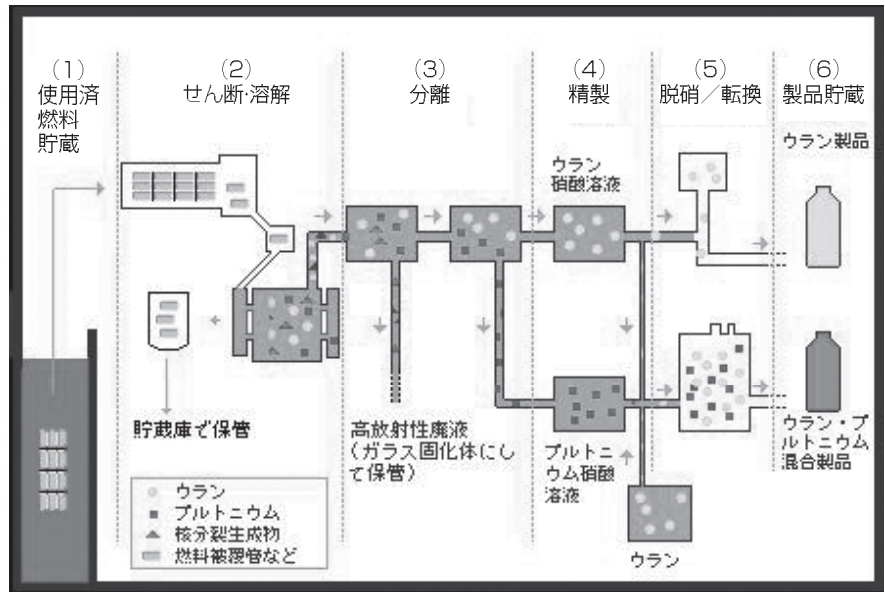 (1)
使用済
燃料
貯蔵
(2)
せん断・溶解
(3)
分離
(4)
精製
(5)
脱硝／転換
(6)
製品貯蔵
ウラン製品
ウラン
硝酸溶液
貯蔵庫で保管
高放射性廃液
（ガラス固化体にし
て保管）
プルトニ
ウム硝酸
溶液
ウラン・プ
ルトニウム
混合製品
ウラン
プルトニウム
核分裂生成物
燃料被覆管など
ウラン